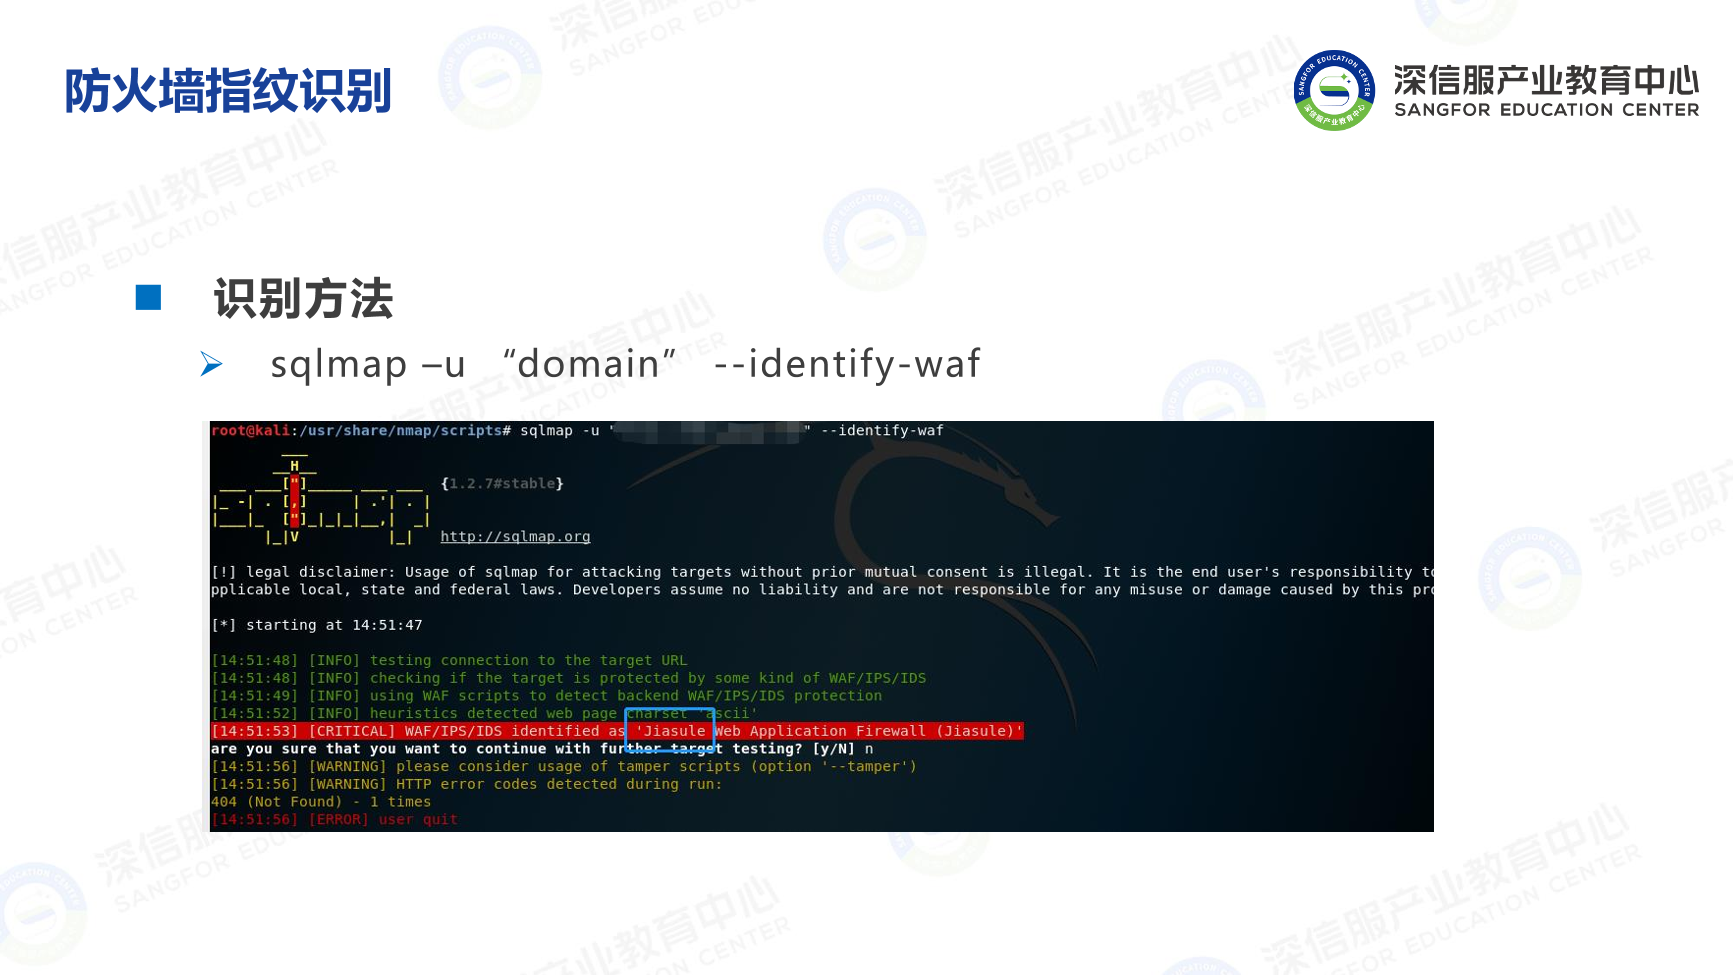 防火墙指纹识别
深信服产业教育中心
SANGFOR EDUCATION CENTER
识别方法
sqlmap –u “domain” --identify-waf
root@kali:/usr/share/nmap/scripts# sqlmap -u "" --identify-waf
{1.2.7#stable}
http://sqlmap.org
[!] legal disclaimer: Usage of sqlmap for attacking targets without prior mutual consent is illegal. It is the end user's responsibility to
pplicable local, state and federal laws. Developers assume no liability and are not responsible for any misuse or damage caused by this pro
[*] starting at 14:51:47
[14:51:48] [INFO] testing connection to the target URL
[14:51:48] [INFO] checking if the target is protected by some kind of WAF/IPS/IDS
[14:51:49] [INFO] using WAF scripts to detect backend WAF/IPS/IDS protection
[14:51:52] [INFO] heuristics detected web page charset 'ascii'
[14:51:53] [CRITICAL] WAF/IPS/IDS identified as 'Jiasule Web Application Firewall (Jiasule)'
are you sure that you want to continue with further target testing? [y/N] n
[14:51:56] [WARNING] please consider usage of tamper scripts (option '--tamper')
[14:51:56] [WARNING] HTTP error codes detected during run:
404 (Not Found) - 1 times
[14:51:56] [ERROR] user quit